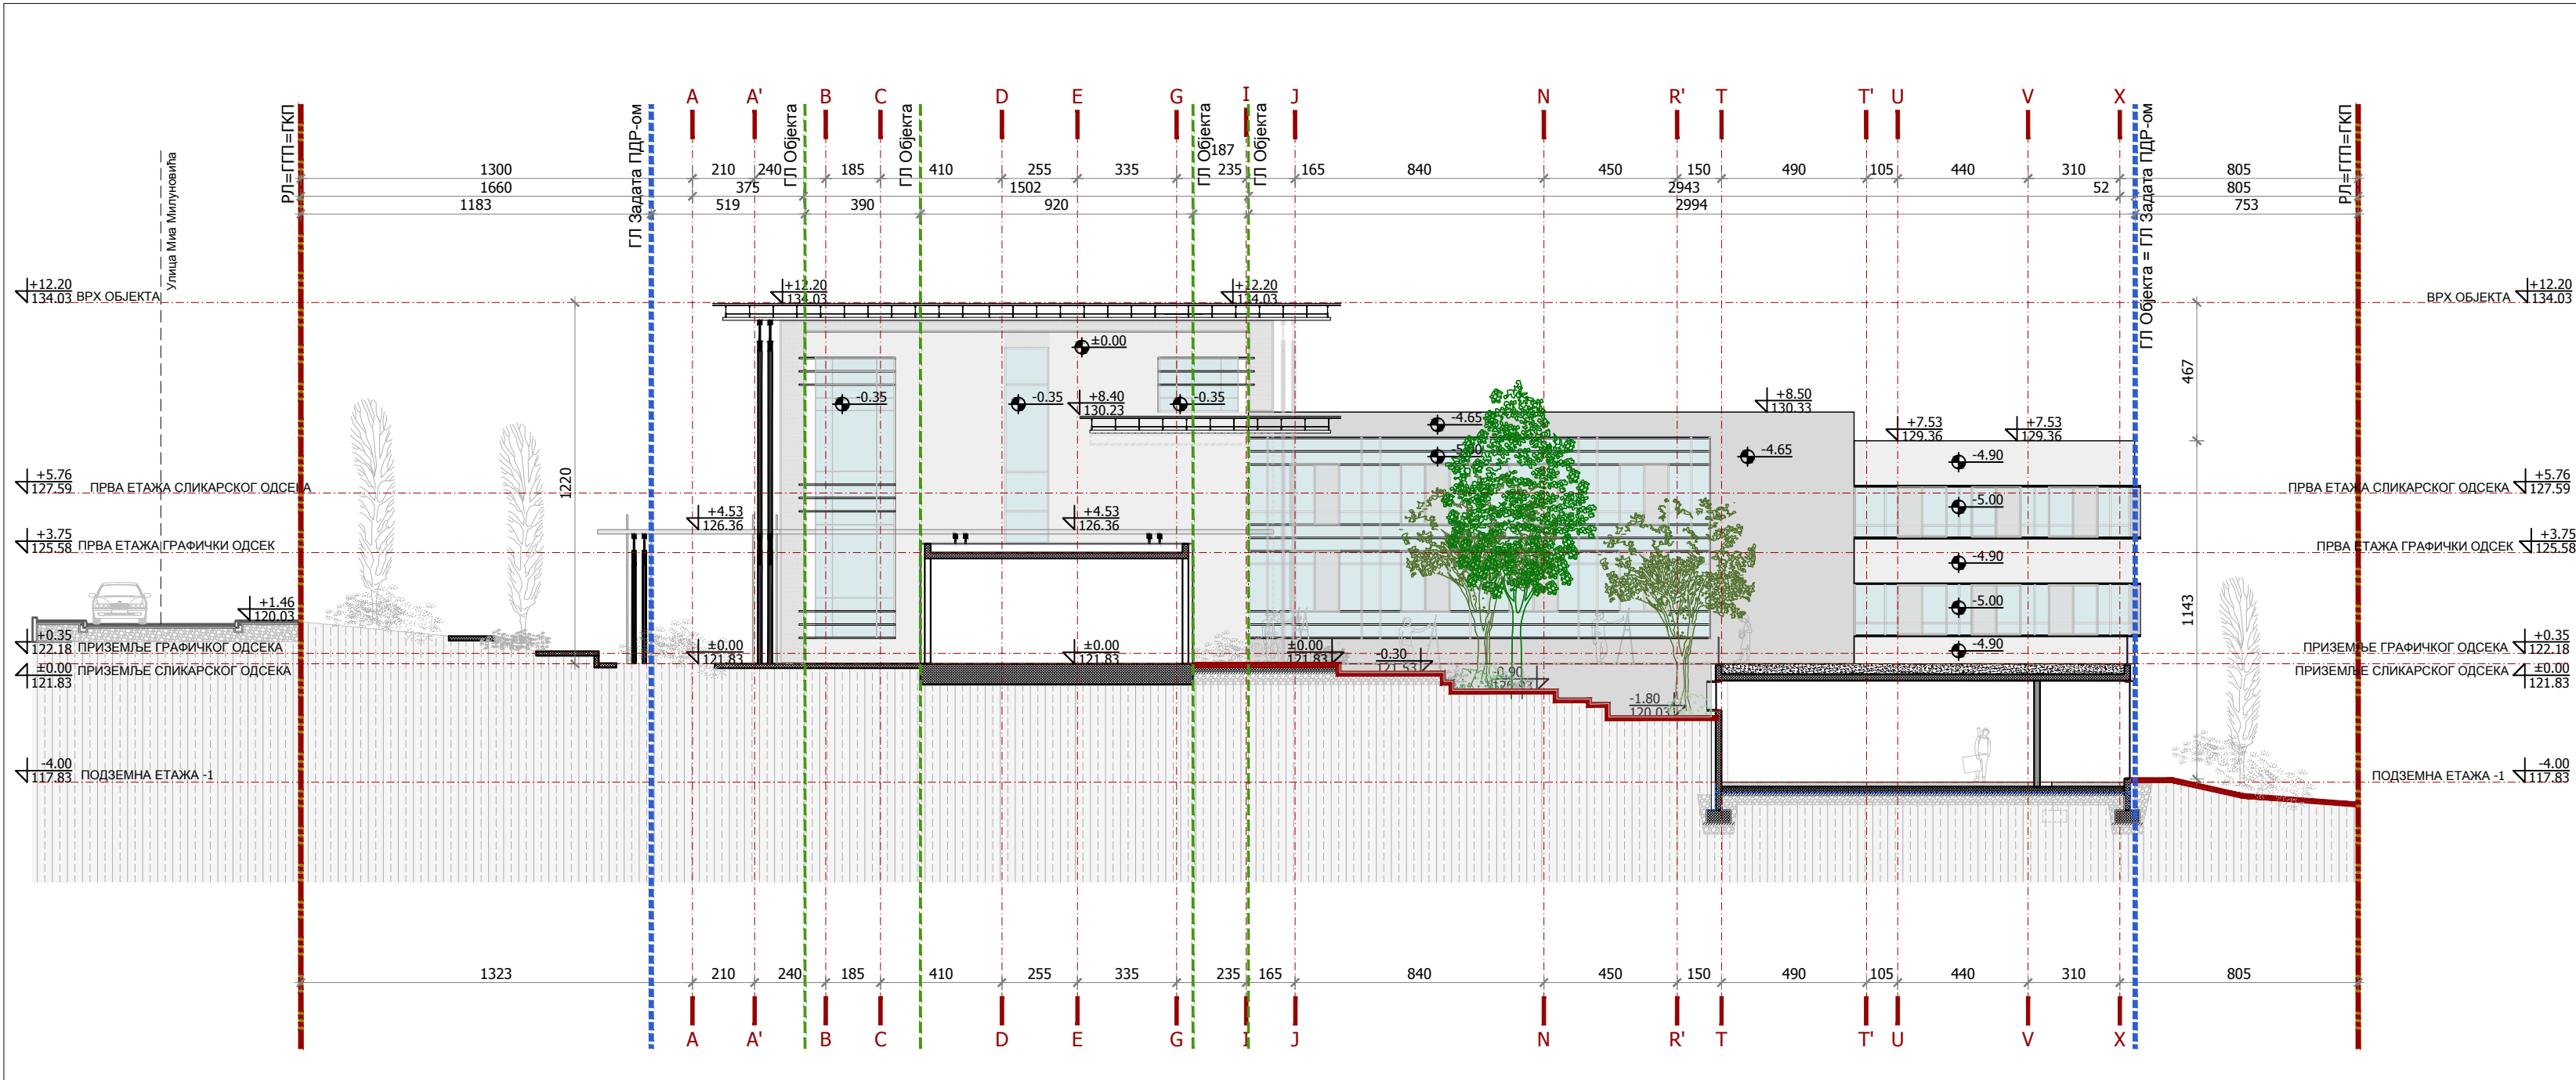 A A' B C D E G I J N R' T T' U V X
РЛ=ГГП=ГКП
ГЛ Задата ПДР-ом
ГЛ Објекта
ГЛ Објекта
ГЛ Објекта
ГЛ Објекта
ГЛ Објекта = ГЛ Задата ПДР-ом
РЛ=ГГП=ГКП
Улица Миа Милуновића
187
1300 210 240 185 410 255 335 235 165 840 450 150 490 105 440 310 805
1660 375 1502 2943 52 805
1183 519 390 920 2994 753
+12.20
134.03 ВРХ ОБЈЕКТА
+12.20
134.03
+12.20
134.03
ВРХ ОБЈЕКТА +12.20
134.03
±0.00
467
-0.35
-0.35
+8.40
130.23
-0.35
-4.65
+8.50
130.33
+7.53
129.36
+7.53
129.36
-5.00
-4.65
-4.90
+5.76
127.59 ПРВА ЕТАЖА СЛИКАРСКОГ ОДСЕКА
1220
-5.00
ПРВА ЕТАЖА СЛИКАРСКОГ ОДСЕКА +5.76
127.59
+4.53
126.36
+4.53
126.36
+3.75
125.58 ПРВА ЕТАЖА ГРАФИЧКИ ОДСЕК
-4.90
ПРВА ЕТАЖА ГРАФИЧКИ ОДСЕК +3.75
125.58
+1.46
120.03
-5.00
1143
+0.35
122.18 ПРИЗЕМЉЕ ГРАФИЧКОГ ОДСЕКА
±0.00
121.83
±0.00
121.83
±0.00
121.83
-0.30
121.53
-4.90
ПРИЗЕМЉЕ ГРАФИЧКОГ ОДСЕКА +0.35
122.18
±0.00
121.83 ПРИЗЕМЉЕ СЛИКАРСКОГ ОДСЕКА
-0.90
-1.80
120.03
ПРИЗЕМЉЕ СЛИКАРСКОГ ОДСЕКА ±0.00
121.83
-4.00
117.83 ПОДЗЕМНА ЕТАЖА -1
ПОДЗЕМНА ЕТАЖА -1 -4.00
117.83
1323 210 240 185 410 255 335 235 165 840 450 150 490 105 440 310 805
A A' B C D E G I J N R' T T' U V X